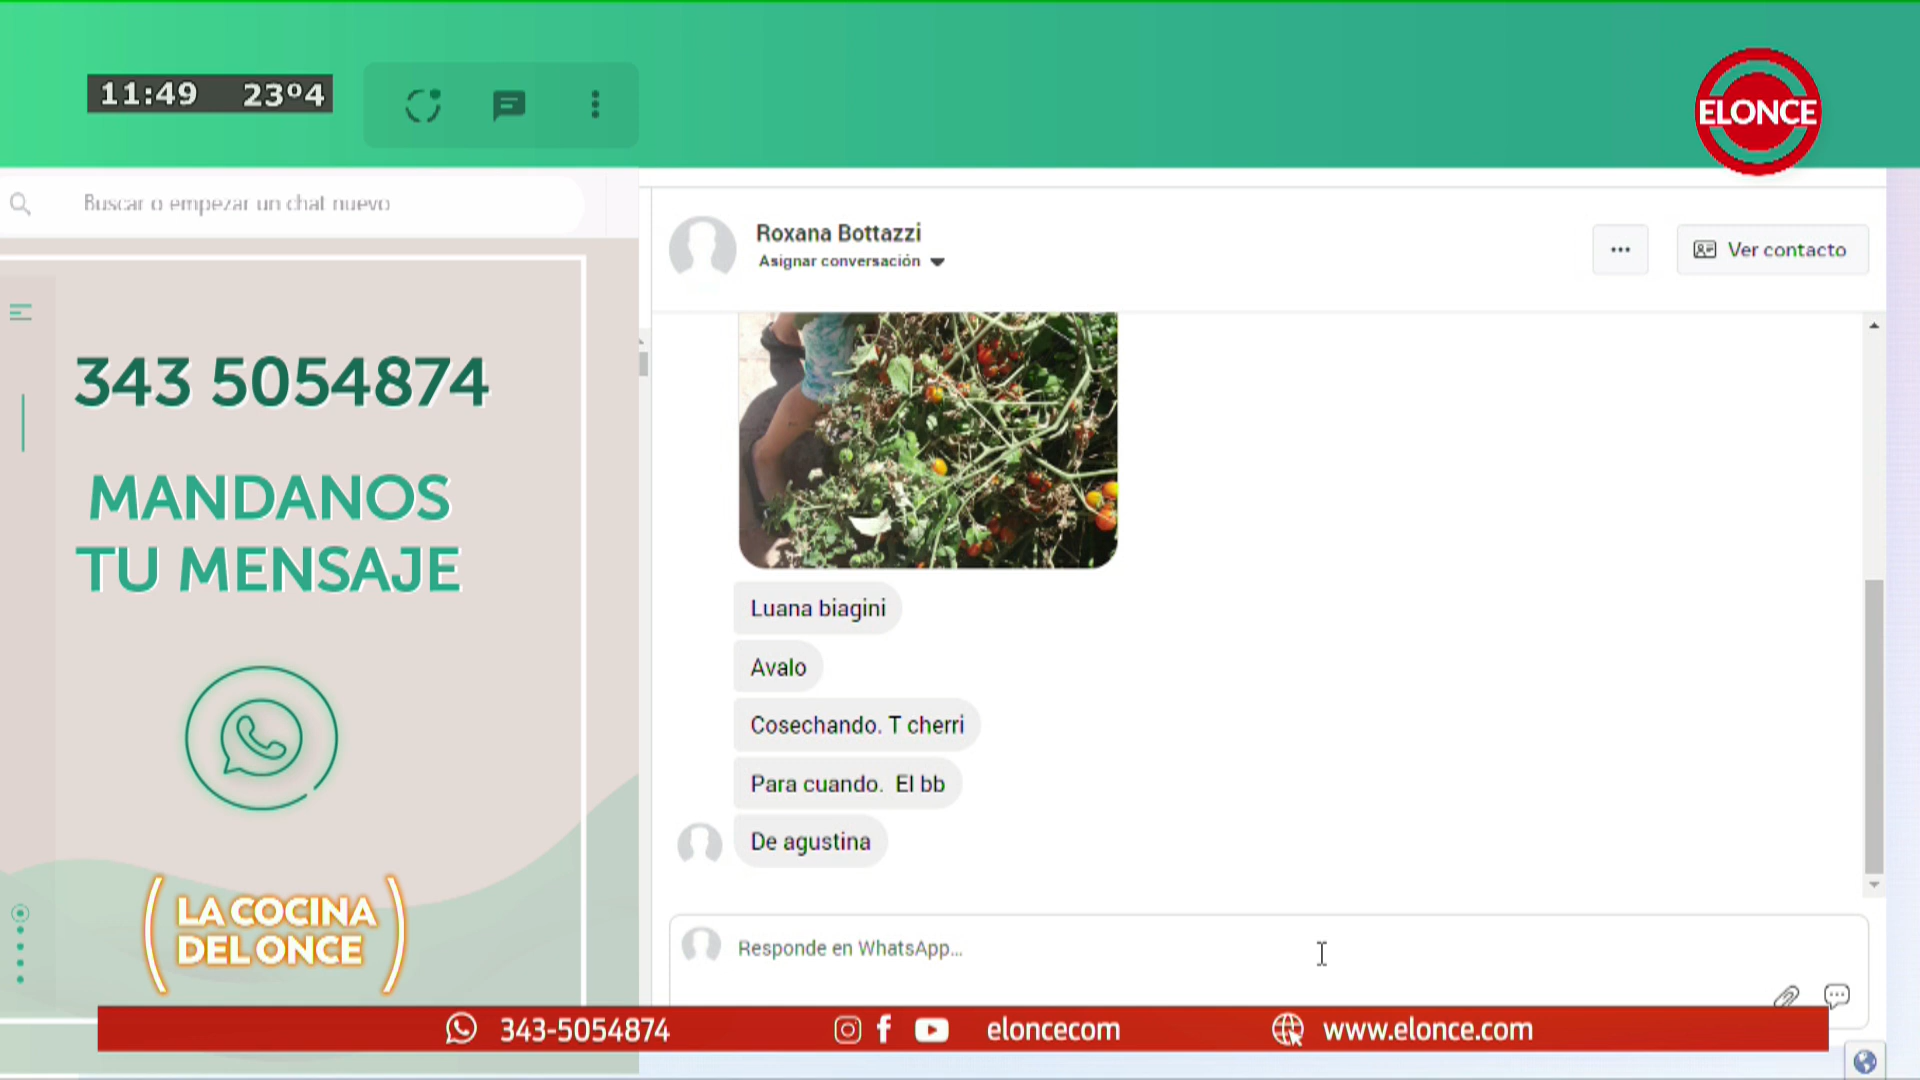 11:49 23º4
ELONCE
Buscar o empezar un chat nuevo
343 5054874
MANDANOS
TU MENSAJE
LA COCINA
DEL ONCE
Roxana Bottazzi
Asignar conversación
...
Ver contacto
Luana biagini
Avalo
Cosechando. T cherri
Para cuando. El bb
De agustina
Responde en WhatsApp...
343-5054874
eloncecom
www.elonce.com